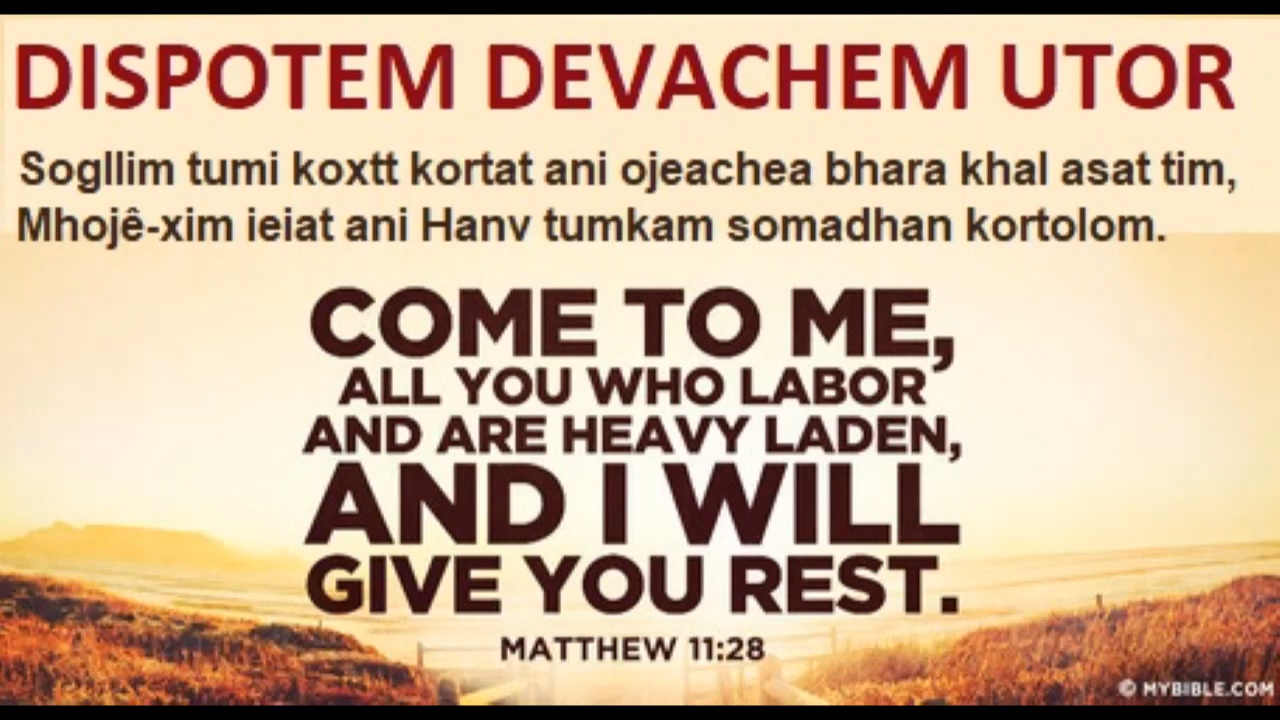 DISPOTEM DEVACHEM UTOR
Sogllim tumi koxtt kortat ani ojeachea bhara khal asat tim,
Mhojê-xim ieiat ani Hanv tumkam somadhan kortolom.
COME TO ME,
ALL YOU WHO LABOR
AND ARE HEAVY LADEN,
AND I WILL
GIVE YOU REST.
MATTHEW 11:28
© MYBIBLE.COM